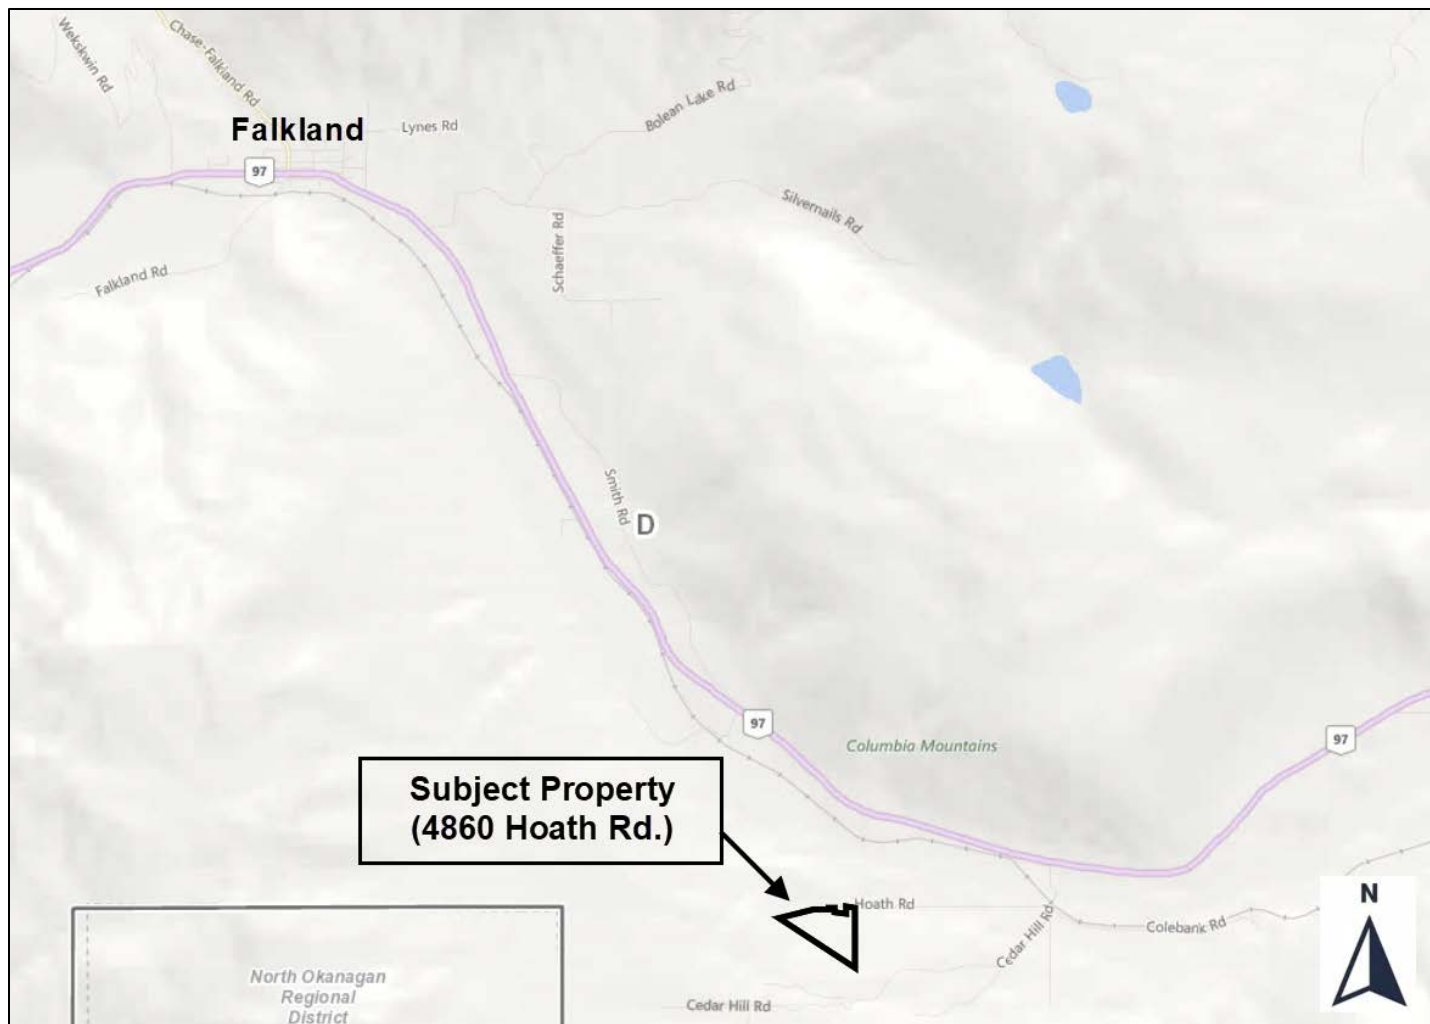 Wekskwin Rd
Chase-Falkland Rd
Falkland
Lynes Rd
Bolean Lake Rd
97
Silvernails Rd
Schaeffer Rd
Falkland Rd
Smith Rd
D
97
Columbia Mountains
97
Subject Property
(4860 Hoath Rd.)
Hoath Rd
N
Cedar Hill Rd
Colebank Rd
North Okanagan
Regional
District
Cedar Hill Rd